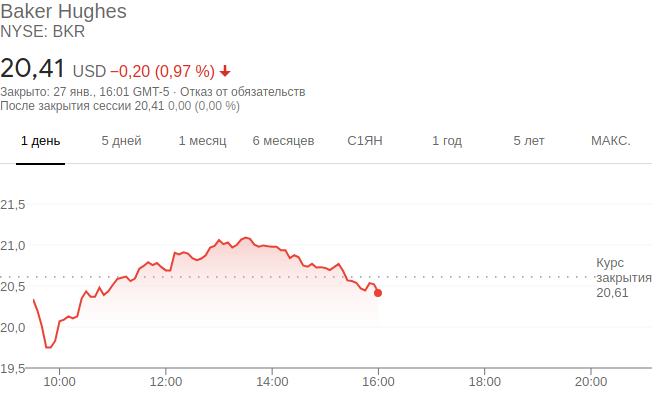 Baker Hughes
NYSE: BKR
20,41 USD −0,20 (0,97 %)
Закрыто: 27 янв., 16:01 GMT-5 · Отказ от обязательств
После закрытия сессии 20,41 0,00 (0,00 %)
1 день 5 дней 1 месяц 6 месяцев С1ЯН 1 год 5 лет МАКС.
21,5
21,0
Курс
закрытия
20,61
20,5
20,0
19,5
10:00 12:00 14:00 16:00 18:00 20:00